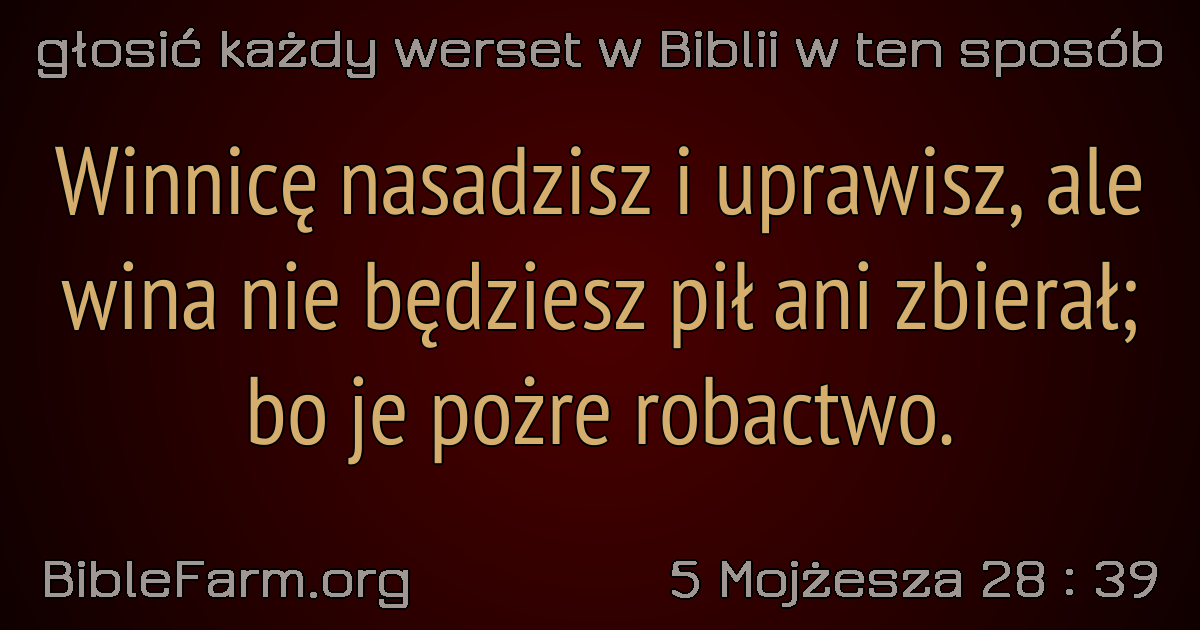 głosić każdy werset w Biblii w ten sposób
Winnicę nasadzisz i uprawisz, ale
wina nie będziesz pił ani zbierał;
bo je pożre robactwo.
BibleFarm.org
5 Mojżesza 28 : 39